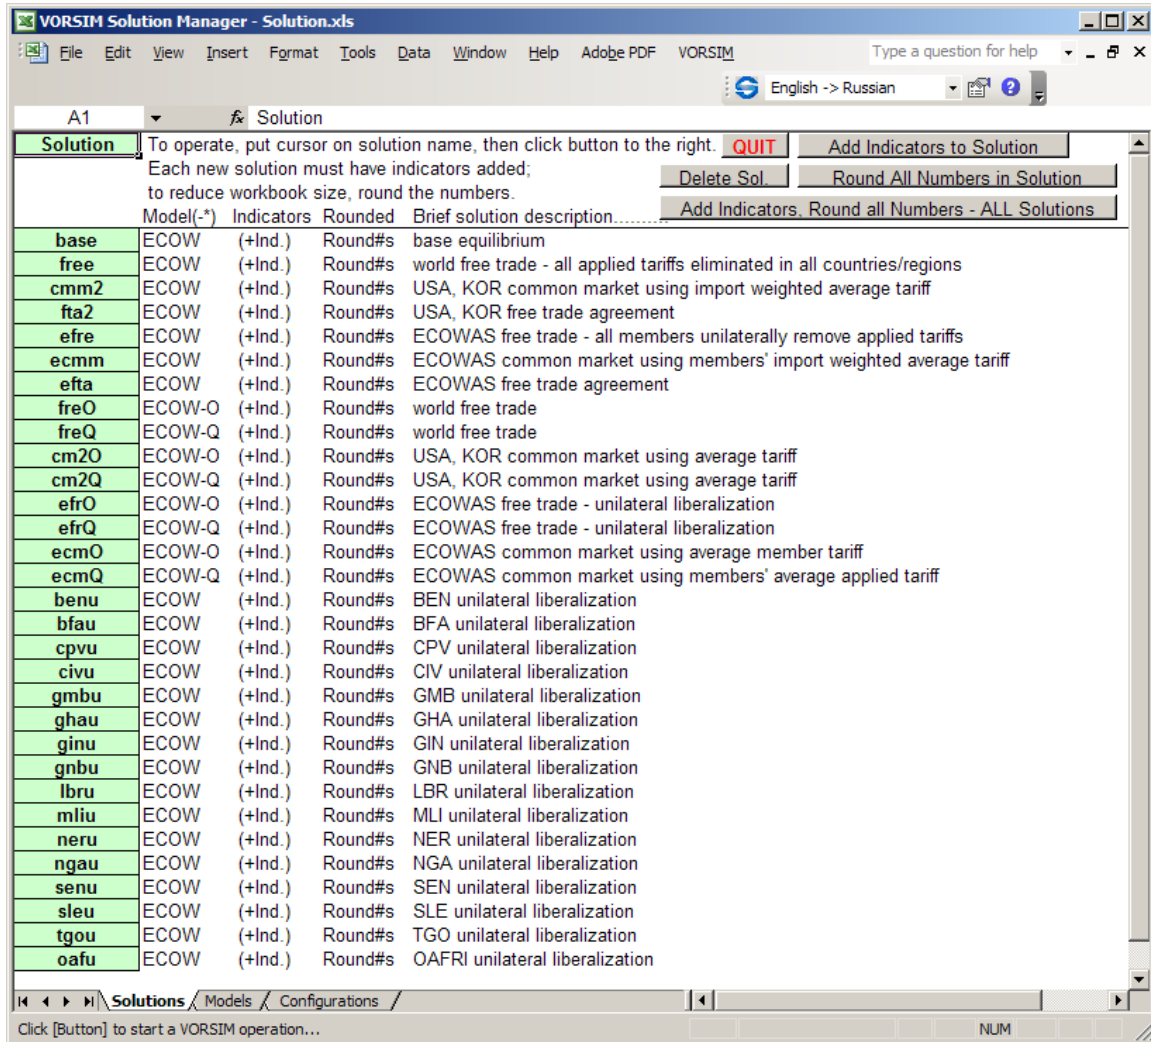 VORSIM Solution Manager - Solution.xls
File Edit View Insert Format Tools Data Window Help Adobe PDF VORSIM Type a question for help
English -> Russian
A1 fx Solution
Solution To operate, put cursor on solution name, then click button to the right. QUIT Add Indicators to Solution
Each new solution must have indicators added; Delete Sol. Round All Numbers in Solution
to reduce workbook size, round the numbers.
Model(-*) Indicators Rounded Brief solution description.......... Add Indicators, Round all Numbers - ALL Solutions
base ECOW (+Ind.) Round#s base equilibrium
free ECOW (+Ind.) Round#s world free trade - all applied tariffs eliminated in all countries/regions
cmm2 ECOW (+Ind.) Round#s USA, KOR common market using import weighted average tariff
fta2 ECOW (+Ind.) Round#s USA, KOR free trade agreement
efre ECOW (+Ind.) Round#s ECOWAS free trade - all members unilaterally remove applied tariffs
ecmm ECOW (+Ind.) Round#s ECOWAS common market using members' import weighted average tariff
efta ECOW (+Ind.) Round#s ECOWAS free trade agreement
freO ECOW-O (+Ind.) Round#s world free trade
freQ ECOW-Q (+Ind.) Round#s world free trade
cm2O ECOW-O (+Ind.) Round#s USA, KOR common market using average tariff
cm2Q ECOW-Q (+Ind.) Round#s USA, KOR common market using average tariff
efrO ECOW-O (+Ind.) Round#s ECOWAS free trade - unilateral liberalization
efrQ ECOW-Q (+Ind.) Round#s ECOWAS free trade - unilateral liberalization
ecmO ECOW-O (+Ind.) Round#s ECOWAS common market using average member tariff
ecmQ ECOW-Q (+Ind.) Round#s ECOWAS common market using members' average applied tariff
benu ECOW (+Ind.) Round#s BEN unilateral liberalization
bfau ECOW (+Ind.) Round#s BFA unilateral liberalization
cpvu ECOW (+Ind.) Round#s CPV unilateral liberalization
civu ECOW (+Ind.) Round#s CIV unilateral liberalization
gmbu ECOW (+Ind.) Round#s GMB unilateral liberalization
ghau ECOW (+Ind.) Round#s GHA unilateral liberalization
ginu ECOW (+Ind.) Round#s GIN unilateral liberalization
gnbu ECOW (+Ind.) Round#s GNB unilateral liberalization
lbru ECOW (+Ind.) Round#s LBR unilateral liberalization
mliu ECOW (+Ind.) Round#s MLI unilateral liberalization
neru ECOW (+Ind.) Round#s NER unilateral liberalization
ngau ECOW (+Ind.) Round#s NGA unilateral liberalization
senu ECOW (+Ind.) Round#s SEN unilateral liberalization
sleu ECOW (+Ind.) Round#s SLE unilateral liberalization
tgou ECOW (+Ind.) Round#s TGO unilateral liberalization
oafu ECOW (+Ind.) Round#s OAFRI unilateral liberalization
Solutions Models Configurations
Click [Button] to start a VORSIM operation... NUM